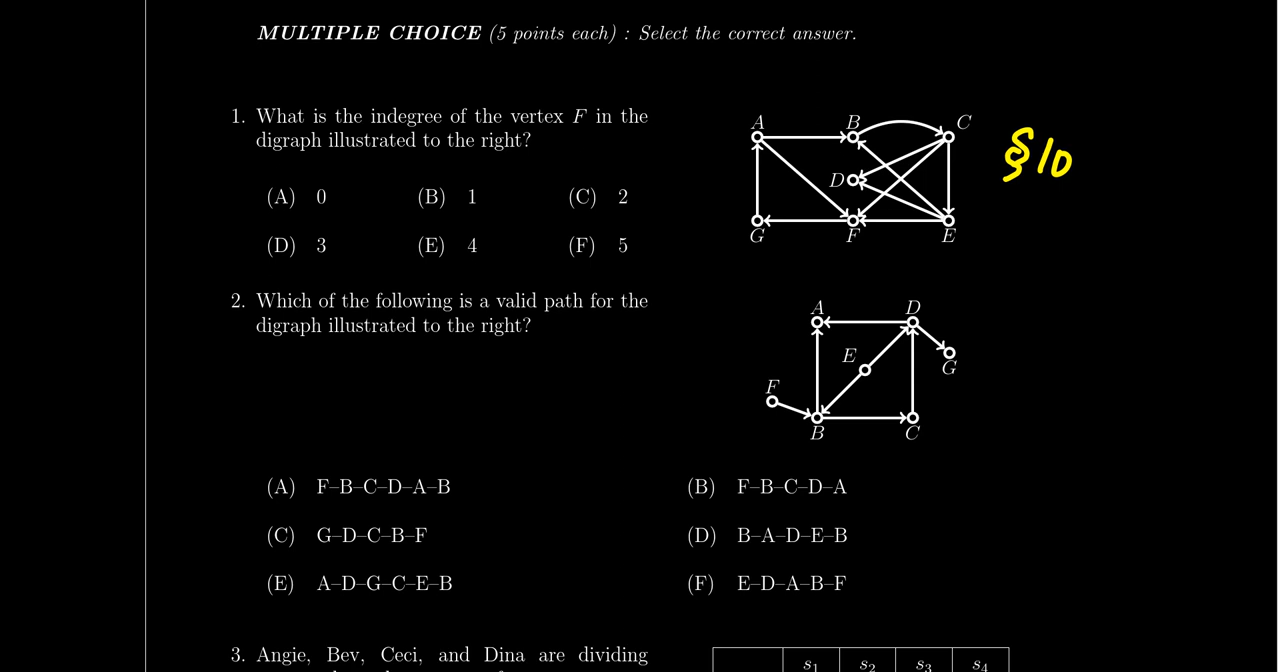 MULTIPLE CHOICE (5 points each) : Select the correct answer.
1. What is the indegree of the vertex F in the
digraph illustrated to the right?
(A) 0 (B) 1 (C) 2
(D) 3 (E) 4 (F) 5
A B C
D
G F E
§10
2. Which of the following is a valid path for the
digraph illustrated to the right?
A D
E G
F
B C
(A) F–B–C–D–A–B (B) F–B–C–D–A
(C) G–D–C–B–F (D) B–A–D–E–B
(E) A–D–G–C–E–B (F) E–D–A–B–F
3. Angie, Bev, Ceci, and Dina are dividing
s1 s2 s3 s4